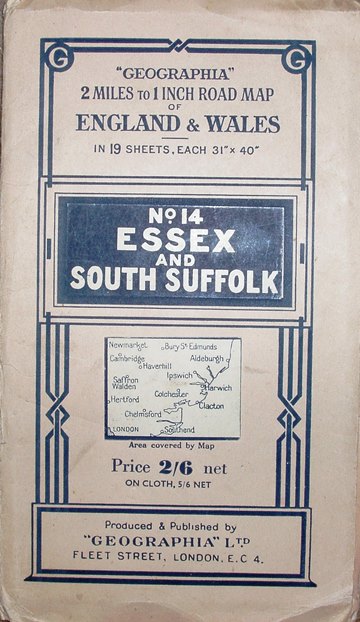 G G
"GEOGRAPHIA"
2 MILES TO 1 INCH ROAD MAP
OF
ENGLAND & WALES
IN 19 SHEETS, EACH 31" x 40"
No. 14
ESSEX
AND
SOUTH SUFFOLK
Newmarket Bury St. Edmunds
Cambridge Aldeburgh
Haverhill
Ipswich
Saffron
Walden Harwich
Colchester
Hertford Clacton
Chelmsford
LONDON Southend
Area covered by Map
Price 2/6 net
ON CLOTH, 5/6 NET
Produced & Published by
"GEOGRAPHIA" LTD
FLEET STREET, LONDON, E.C 4.